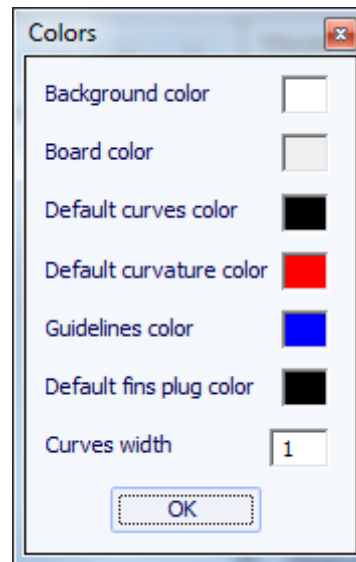 Colors
Background color
Board color
Default curves color
Default curvature color
Guidelines color
Default fins plug color
Curves width 1
OK